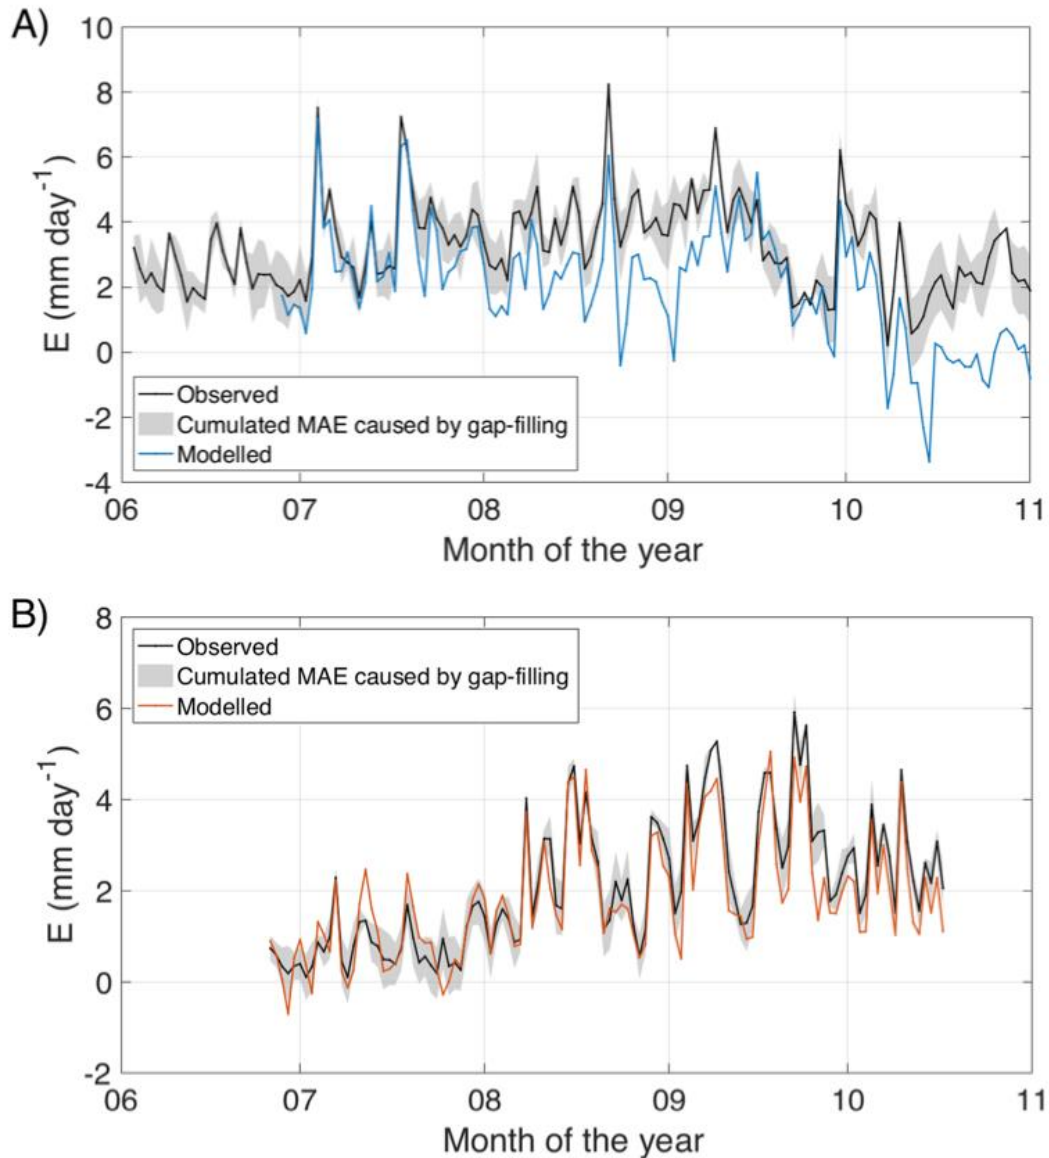 A)
10
8
6
4
2
0
-2
-4
E (mm day⁻¹)
Observed
Cumulated MAE caused by gap-filling
Modelled
06 07 08 09 10 11
Month of the year
B)
8
6
4
2
0
-2
E (mm day⁻¹)
Observed
Cumulated MAE caused by gap-filling
Modelled
06 07 08 09 10 11
Month of the year